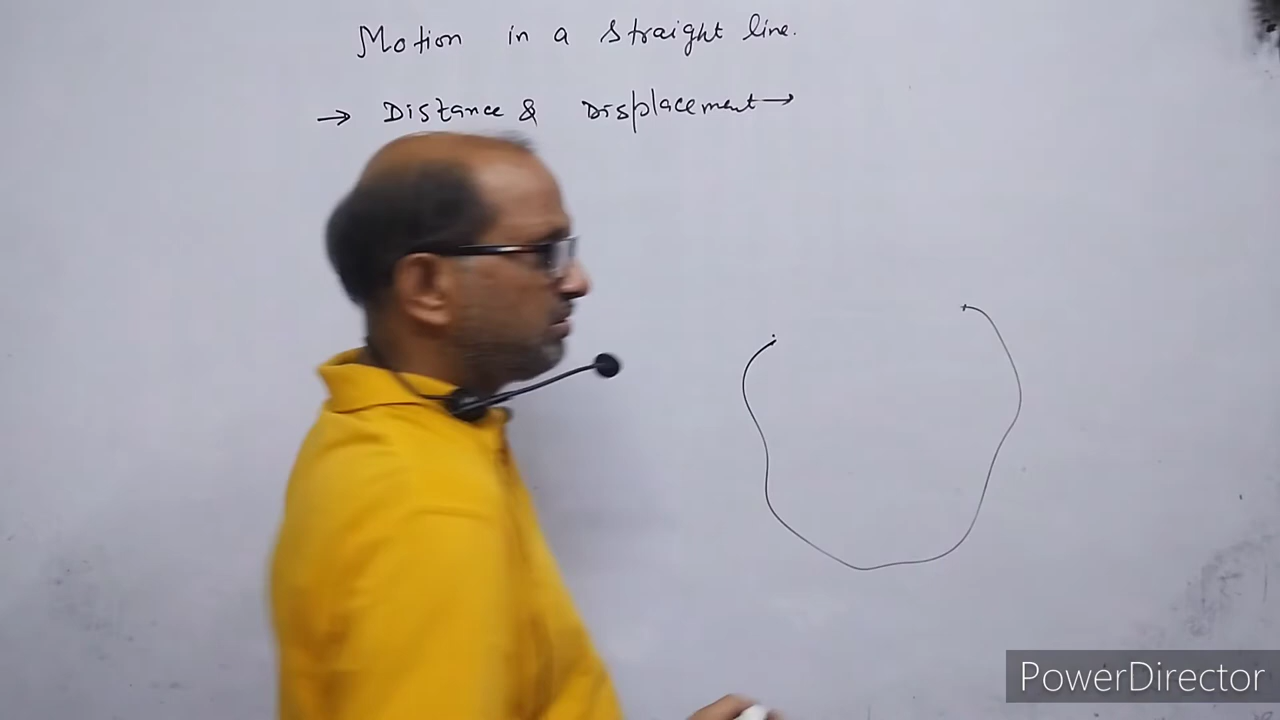 Motion in a straight line.
→ Distance & Displacement →
PowerDirector